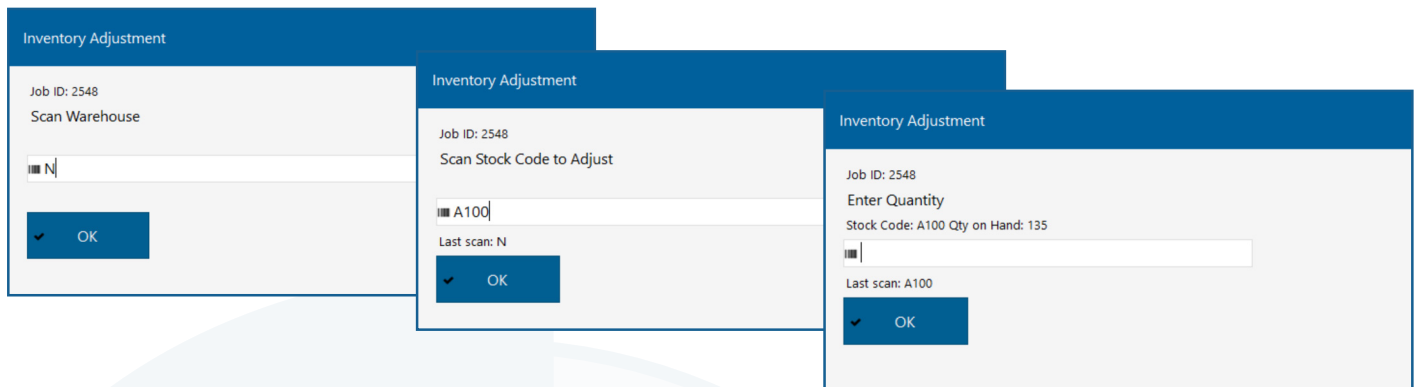 Inventory Adjustment
Job ID: 2548
Scan Warehouse
N
OK
Inventory Adjustment
Job ID: 2548
Scan Stock Code to Adjust
A100
Last scan: N
OK
Inventory Adjustment
Job ID: 2548
Enter Quantity
Stock Code: A100 Qty on Hand: 135
Last scan: A100
OK